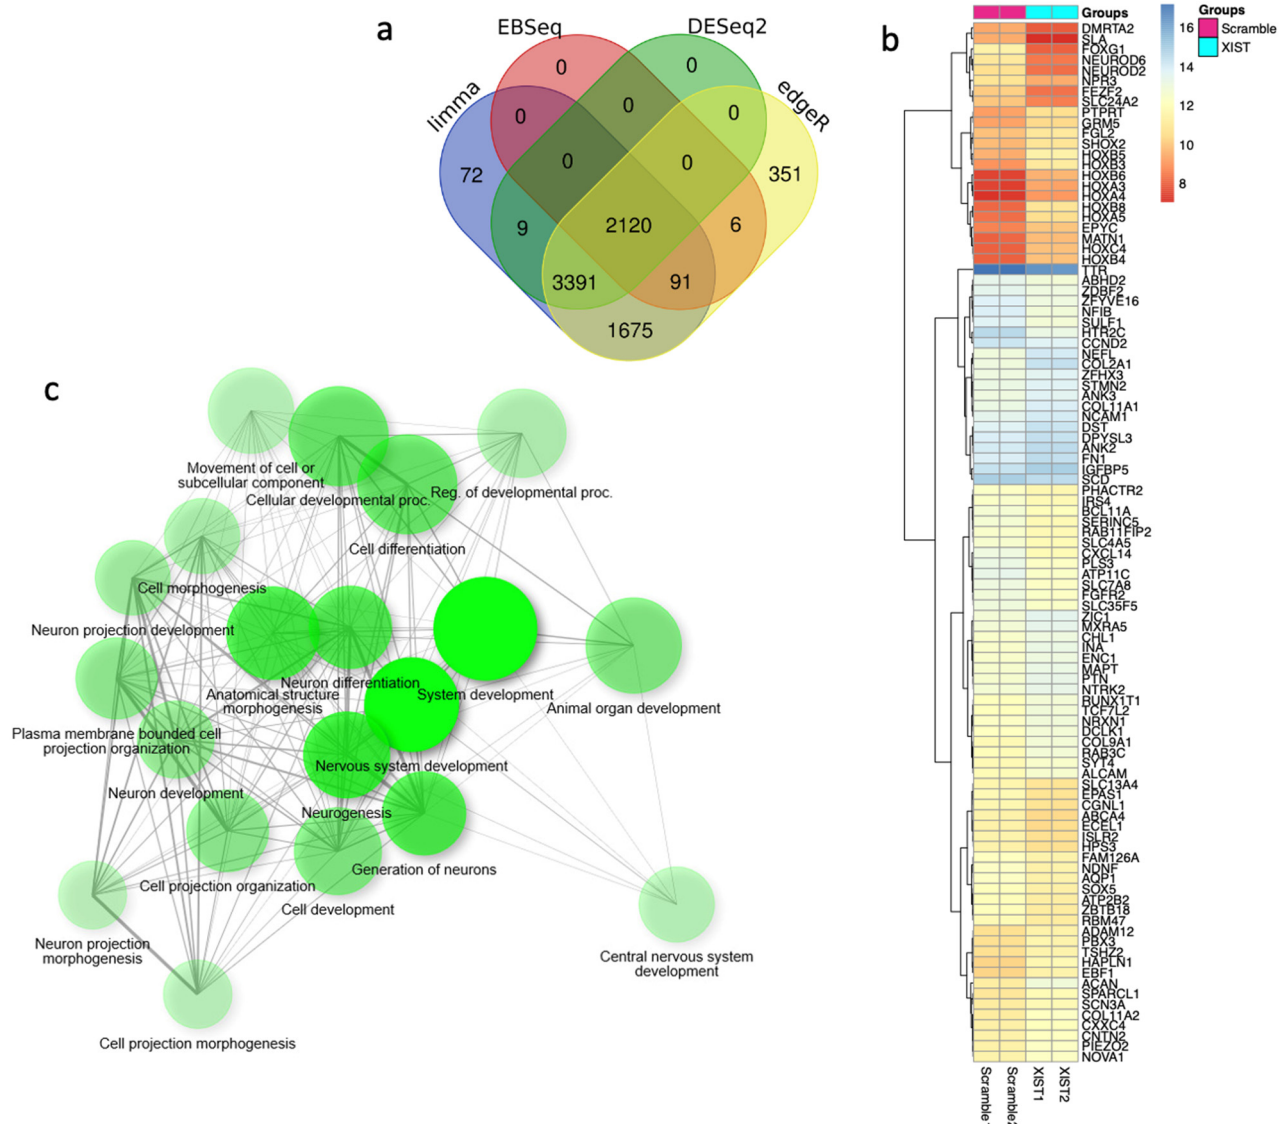 a
EBSeq
DESeq2
limma
edgeR
0
0
0
0
0
72
0
0
351
9
2120
6
3391
91
1675
b
Groups
16
14
12
10
8
Groups
Scramble
XIST
DMRTA2
SLA
FOXG1
NEUROD6
NEUROD2
NPR3
FEZF2
SLC24A2
PTPRT
GRM5
FGL2
SHOX2
HOXB5
HOXB3
HOXB6
HOXA3
HOXA4
HOXB8
HOXA5
EPYC
MATN1
HOXC4
HOXB4
TTR
ABHD2
ZDBF2
ZFYVE16
NFIB
SULF1
HTR2C
CCND2
NEFL
COL2A1
ZFHX3
STMN2
ANK3
COL11A1
NCAM1
DST
DPYSL3
ANK2
FN1
IGFBP5
SCD
PHACTR2
IRS4
BCL11A
SERINC5
RAB11FIP2
SLC4A5
CXCL14
PLS3
ATP11C
SLC7A8
FGFR2
SLC35F5
ZIC1
MXRA5
CHL1
INA
ENC1
MAPT
PTN
NTRK2
RUNX1T1
TCF7L2
NRXN1
DCLK1
COL9A1
RAB3C
SYT4
ALCAM
SLC13A4
EPAS1
CGNL1
ABCA4
ECEL1
ISLR2
HPS3
FAM126A
NDNF
AQP1
SOX5
ATP2B2
ZBTB18
RBM47
ADAM12
PBX3
TSHZ2
HAPLN1
EBF1
ACAN
SPARCL1
SCN3A
COL11A2
CXXC4
CNTN2
PIEZO2
NOVA1
Scramble
Scramble
XIST1
XIST2
c
Movement of cell or
subcellular component
Cellular developmental proc.
Reg. of developmental proc.
Cell differentiation
Cell morphogenesis
Neuron projection development
Neuron differentiation
Anatomical structure
morphogenesis
System development
Animal organ development
Plasma membrane bounded cell
projection organization
Nervous system development
Neuron development
Neurogenesis
Generation of neurons
Cell projection organization
Cell development
Neuron projection
morphogenesis
Central nervous system
development
Cell projection morphogenesis